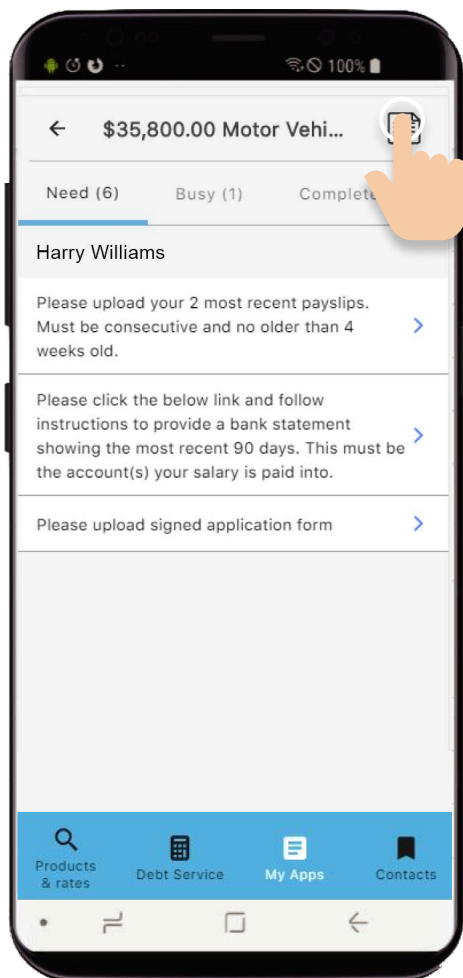 100%
$35,800.00 Motor Vehi...
Need (6)
Busy (1)
Complete
Harry Williams
Please upload your 2 most recent payslips.
Must be consecutive and no older than 4
weeks old.
Please click the below link and follow
instructions to provide a bank statement
showing the most recent 90 days. This must be
the account(s) your salary is paid into.
Please upload signed application form
Products
& rates
Debt Service
My Apps
Contacts